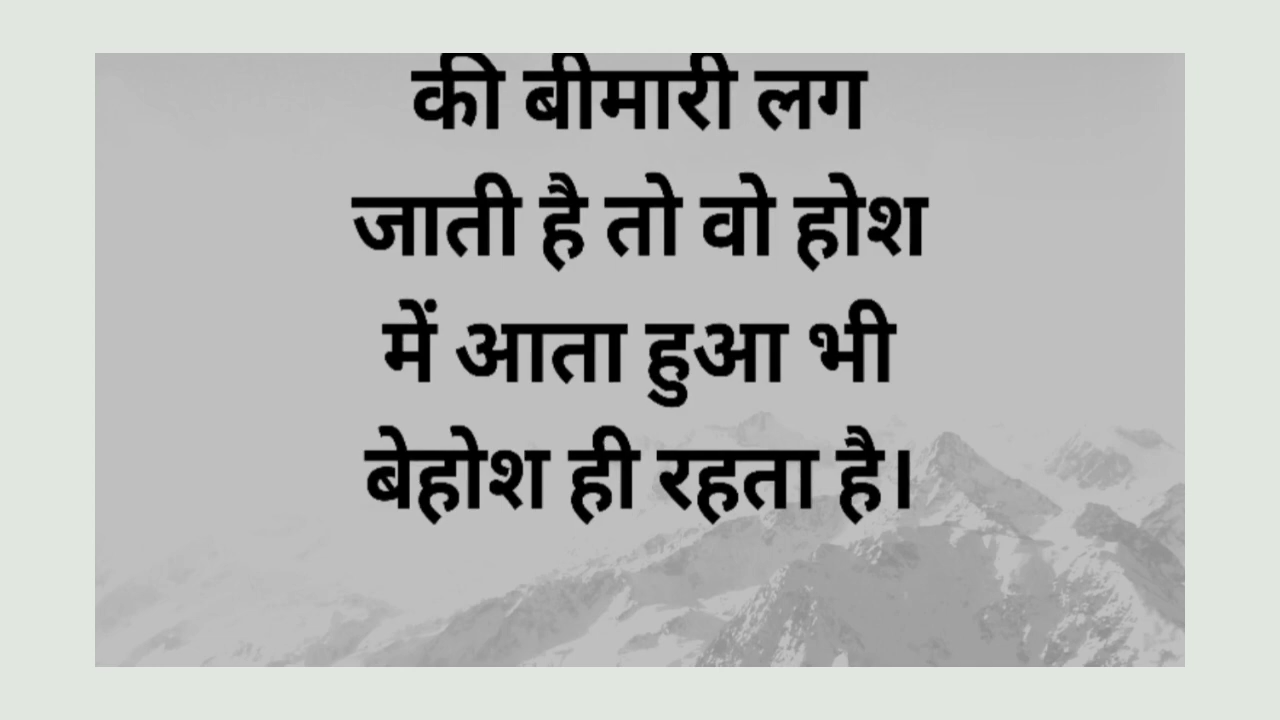 की बीमारी लग
जाती है तो वो होश
में आता हुआ भी
बेहोश ही रहता है।